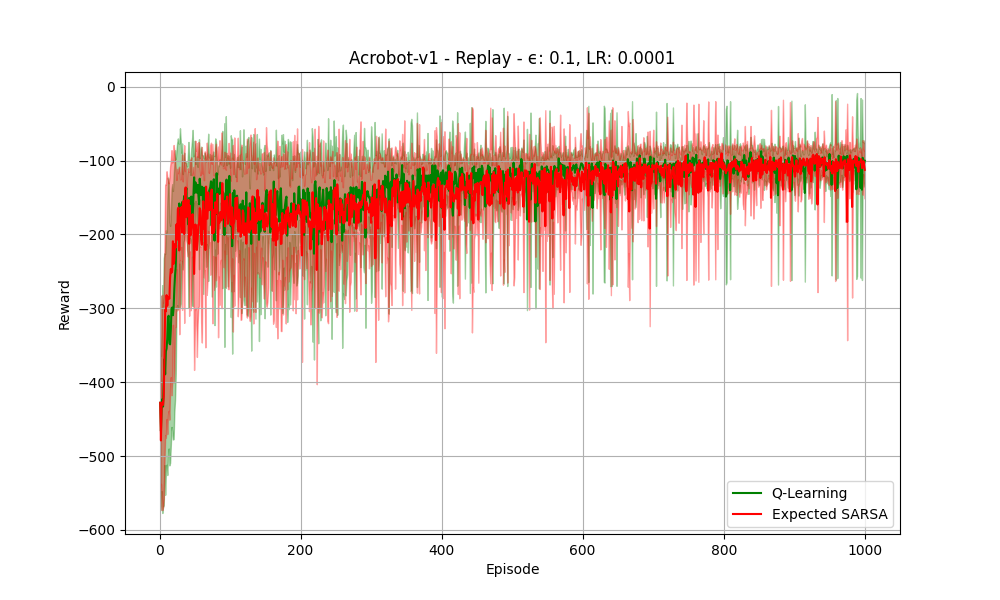 Acrobot-v1 - Replay - ϵ: 0.1, LR: 0.0001
0
−100
−200
−300
−400
−500
−600
Reward
0
200
400
600
800
1000
Episode
Q-Learning
Expected SARSA